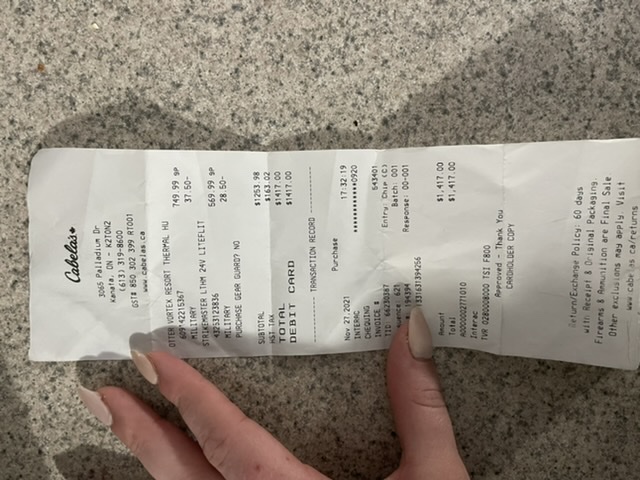 Cabela's
3065 Palladium Dr
Kanata, ON - K2T0N2
(613) 319-8600
GST# 850 302 399 RT001
www.cabelas.ca
OTTER VORTEX RESORT THERMAL HU
749.99 GP
MILITARY 37.50-
STRIKEMASTER LTHM 24V LITEFLIT
569.99 GP
MILITARY 28.50-
PURCHASE GEAR GUARD? NO
SUBTOTAL $1253.98
HST TAX $163.02
TOTAL $1417.00
DEBIT CARD $1417.00
TRANSACTION RECORD
Purchase
Nov 27,2021 17:32:19
INTERAC ************0920
CHEQUING
INVOICE # 543401
TID Entry: Chip (C)
Batch: 001
Response: 00-001
Amount $1,417.00
Total $1,417.00
Interac
A0000002771010
TVR 0280008000 TSI F800
Approved - Thank You
CARDHOLDER COPY
Return/Exchange Policy: 60 days
with Receipt & Original Packaging
Firearms & Ammunition are Final Sale
Other exclusions may apply. Visit
www.cabelas.ca/returns